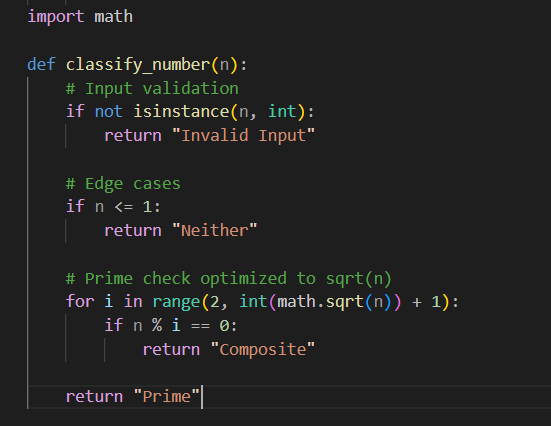 import math
def classify_number(n):
    # Input validation
    if not isinstance(n, int):
        return "Invalid Input"
    # Edge cases
    if n <= 1:
        return "Neither"
    # Prime check optimized to sqrt(n)
    for i in range(2, int(math.sqrt(n)) + 1):
        if n % i == 0:
            return "Composite"
    return "Prime"